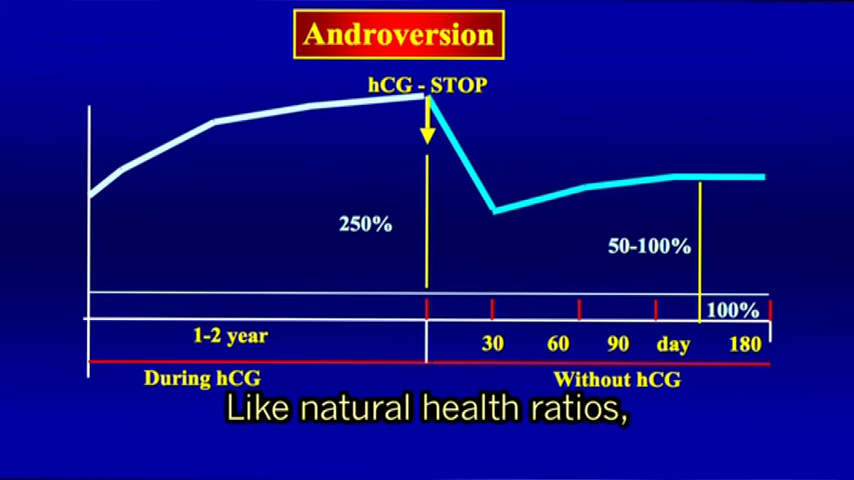 Androversion
hCG - STOP
250%
50-100%
100%
1-2 year
30 60 90 day 180
During hCG
Without hCG
Like natural health ratios,